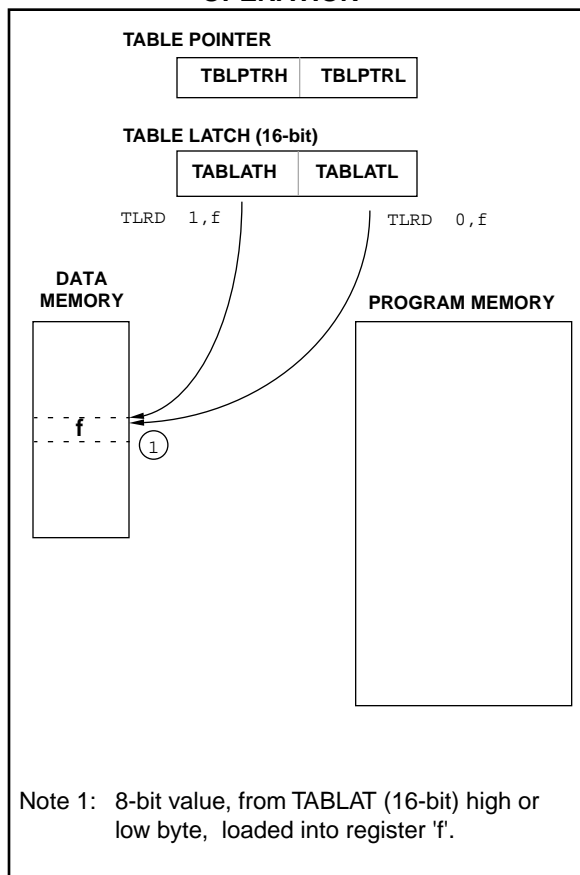 TABLE POINTER
TBLPTRH TBLPTRL
TABLE LATCH (16-bit)
TABLATH TABLATL
TLRD 1,f TLRD 0,f
DATA
MEMORY
PROGRAM MEMORY
f
1
Note 1: 8-bit value, from TABLAT (16-bit) high or
low byte, loaded into register 'f'.